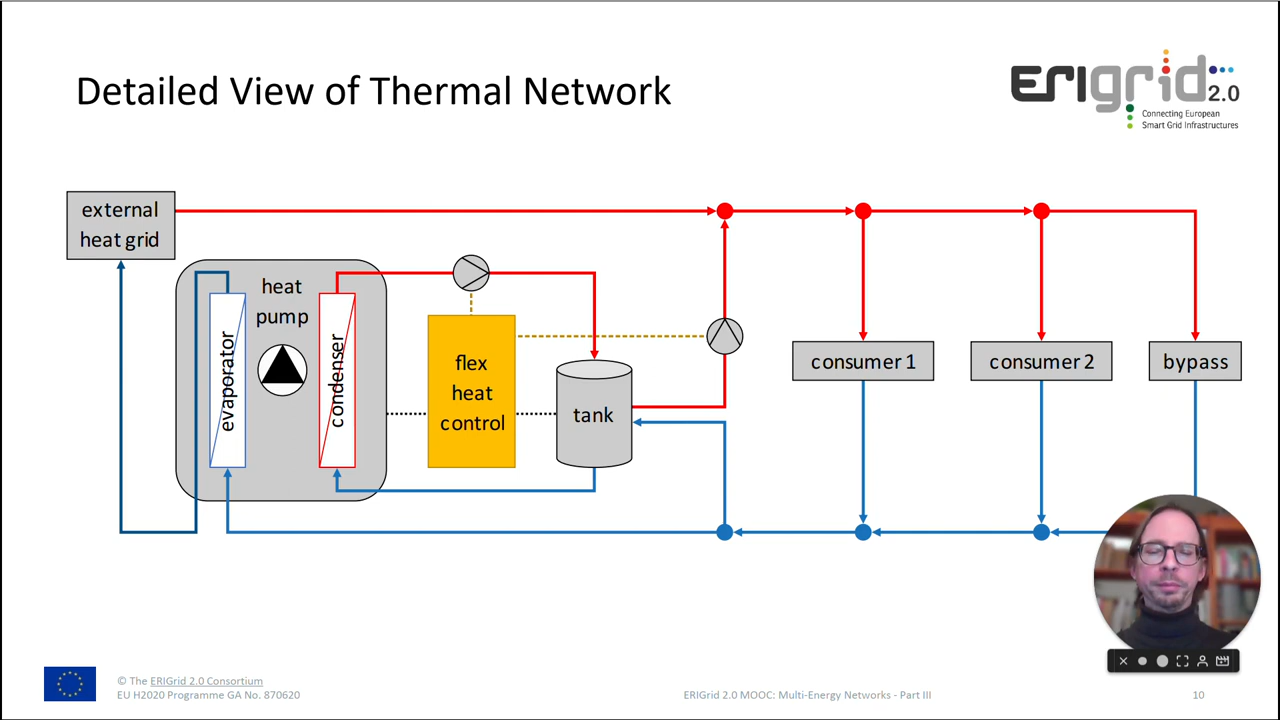 Detailed View of Thermal Network
ERIGrid 2.0
Connecting European
Smart Grid Infrastructures
external
heat grid
heat
pump
evaporator
condenser
flex
heat
control
tank
consumer 1
consumer 2
bypass
© The ERIGrid 2.0 Consortium
EU H2020 Programme GA No. 870620
ERIGrid 2.0 MOOC: Multi-Energy Networks - Part III
10